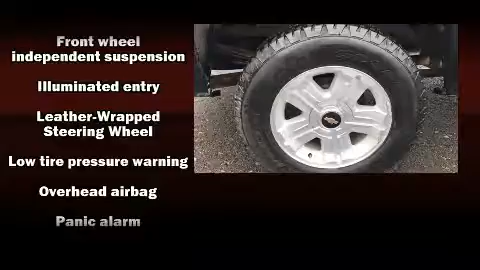 Front wheel
independent suspension
Illuminated entry
Leather-Wrapped
Steering Wheel
Low tire pressure warning
Overhead airbag
Panic alarm